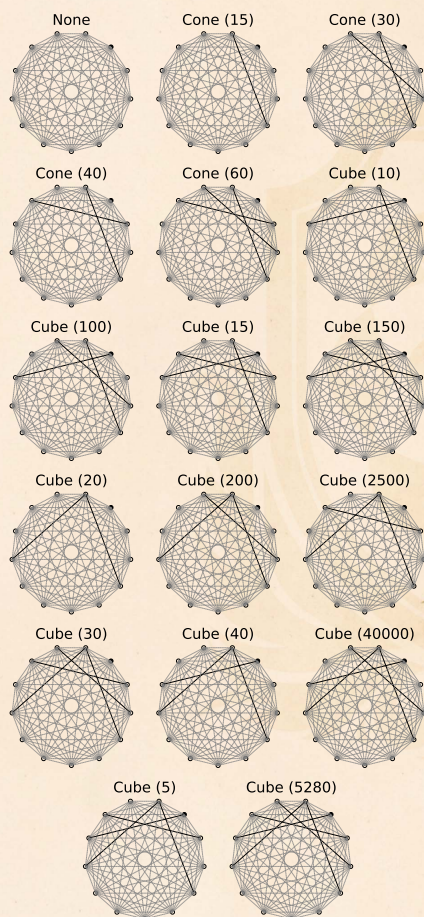 None Cone (15) Cone (30)
Cone (40) Cone (60) Cube (10)
Cube (100) Cube (15) Cube (150)
Cube (20) Cube (200) Cube (2500)
Cube (30) Cube (40) Cube (40000)
Cube (5) Cube (5280)